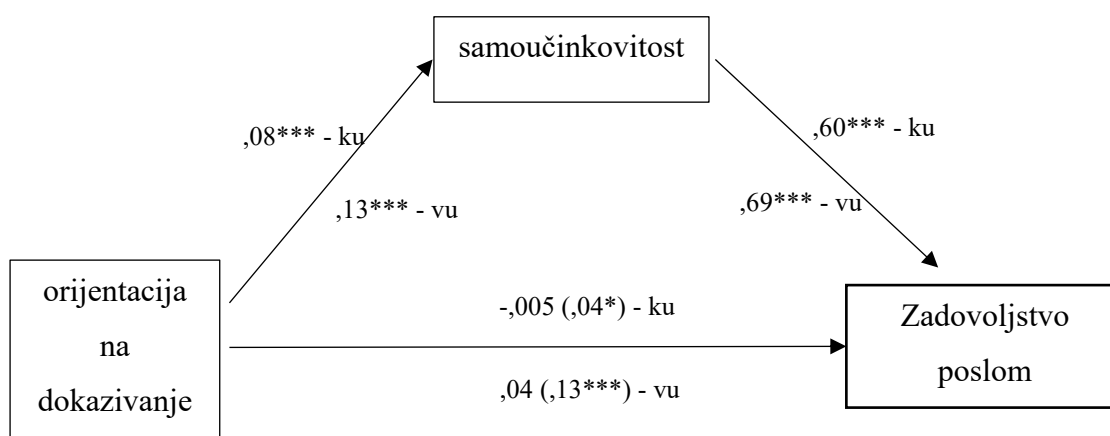 samoučinkovitost
,08*** - ku
,60*** - ku
,13*** - vu
,69*** - vu
orijentacija
na
dokazivanje
-,005 (,04*) - ku
,04 (,13***) - vu
Zadovoljstvo
poslom